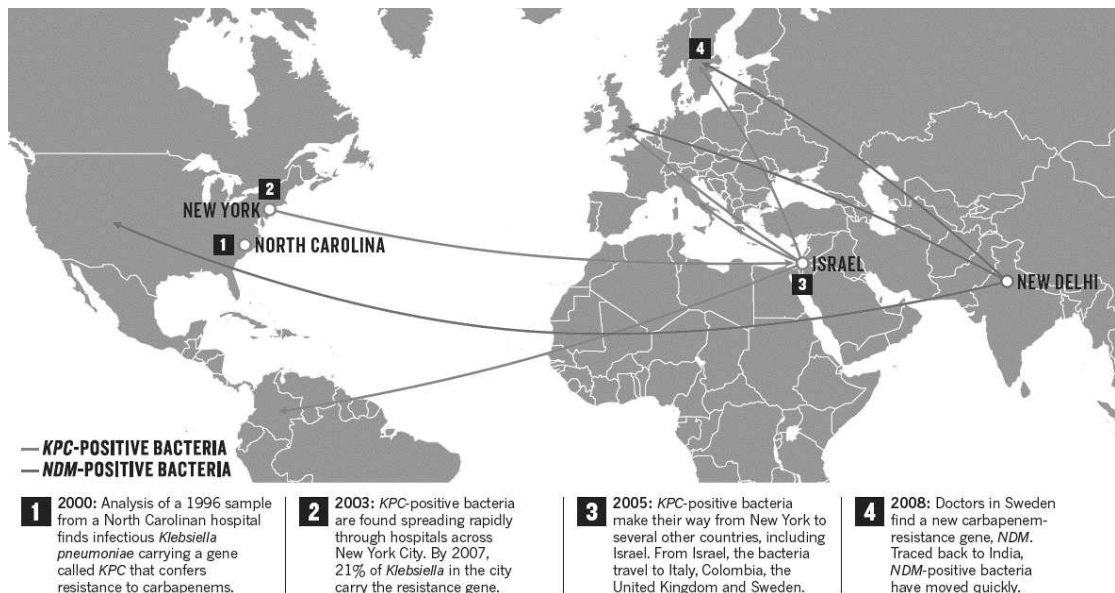 4
2
NEW YORK
1
NORTH CAROLINA
ISRAEL
3
NEW DELHI
KPC-POSITIVE BACTERIA
NDM-POSITIVE BACTERIA
1
2000: Analysis of a 1996 sample
from a North Carolinan hospital
finds infectious Klebsiella
pneumoniae carrying a gene
called KPC that confers
resistance to carbapenems.
2
2003: KPC-positive bacteria
are found spreading rapidly
through hospitals across
New York City. By 2007,
21% of Klebsiella in the city
carry the resistance gene.
3
2005: KPC-positive bacteria
make their way from New York to
several other countries, including
Israel. From Israel, the bacteria
travel to Italy, Colombia, the
United Kingdom and Sweden.
4
2008: Doctors in Sweden
find a new carbapenem-
resistance gene, NDM.
Traced back to India,
NDM-positive bacteria
have moved quickly.